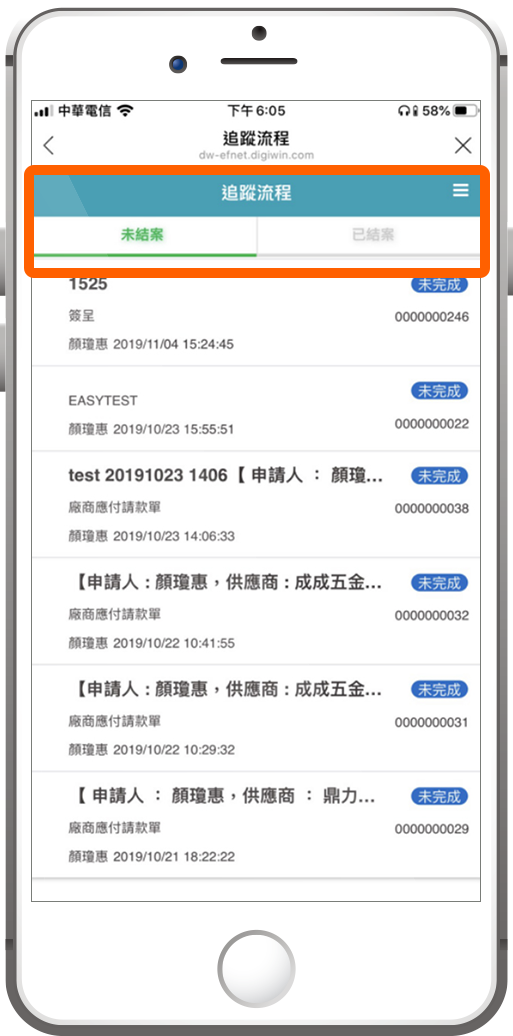 中華電信 下午6:05 58%
追蹤流程
dw-efnet.digiwin.com
追蹤流程
未結案 已結案
1525 未完成
簽呈 0000000246
顏瓊惠 2019/11/04 15:24:45
未完成
EASYTEST 0000000022
顏瓊惠 2019/10/23 15:55:51
test 20191023 1406【 申請人 ： 顏瓊... 未完成
廠商應付請款單 0000000038
顏瓊惠 2019/10/23 14:06:33
【申請人：顏瓊惠，供應商：成成五金... 未完成
廠商應付請款單 0000000032
顏瓊惠 2019/10/22 10:41:55
【申請人：顏瓊惠，供應商：成成五金... 未完成
廠商應付請款單 0000000031
顏瓊惠 2019/10/22 10:29:32
【 申請人 ： 顏瓊惠，供應商 ： 鼎力... 未完成
廠商應付請款單 0000000029
顏瓊惠 2019/10/21 18:22:22